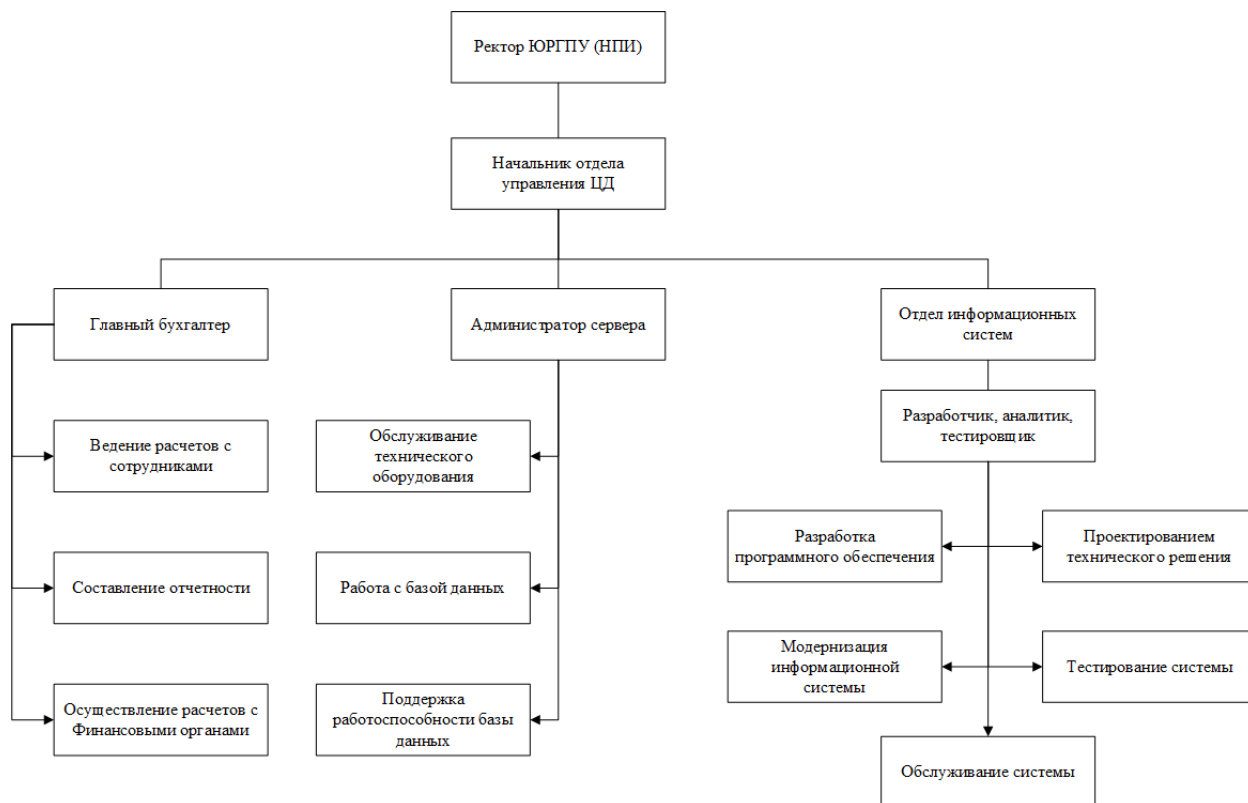 Ректор ЮРГПУ (НПИ)
Начальник отдела
управления ЦД
Главный бухгалтер
Администратор сервера
Отдел информационных
систем
Разработчик, аналитик,
тестировщик
Ведение расчетов с
сотрудниками
Обслуживание
технического
оборудования
Разработка
программного обеспечения
Проектированием
технического решения
Составление отчетности
Работа с базой данных
Модернизация
информационной
системы
Тестирование системы
Осуществление расчетов с
Финансовыми органами
Поддержка
работоспособности базы
данных
Обслуживание системы